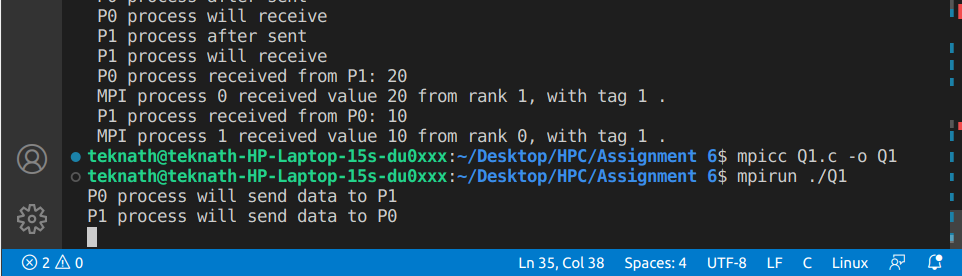 P0 process after sent
P0 process will receive
P1 process after sent
P1 process will receive
P0 process received from P1: 20
MPI process 0 received value 20 from rank 1, with tag 1 .
P1 process received from P0: 10
MPI process 1 received value 10 from rank 0, with tag 1 .
teknath@teknath-HP-Laptop-15s-du0xxx:~/Desktop/HPC/Assignment 6$ mpicc Q1.c -o Q1
teknath@teknath-HP-Laptop-15s-du0xxx:~/Desktop/HPC/Assignment 6$ mpirun ./Q1
P0 process will send data to P1
P1 process will send data to P0
2 0 Ln 35, Col 38 Spaces: 4 UTF-8 LF C Linux